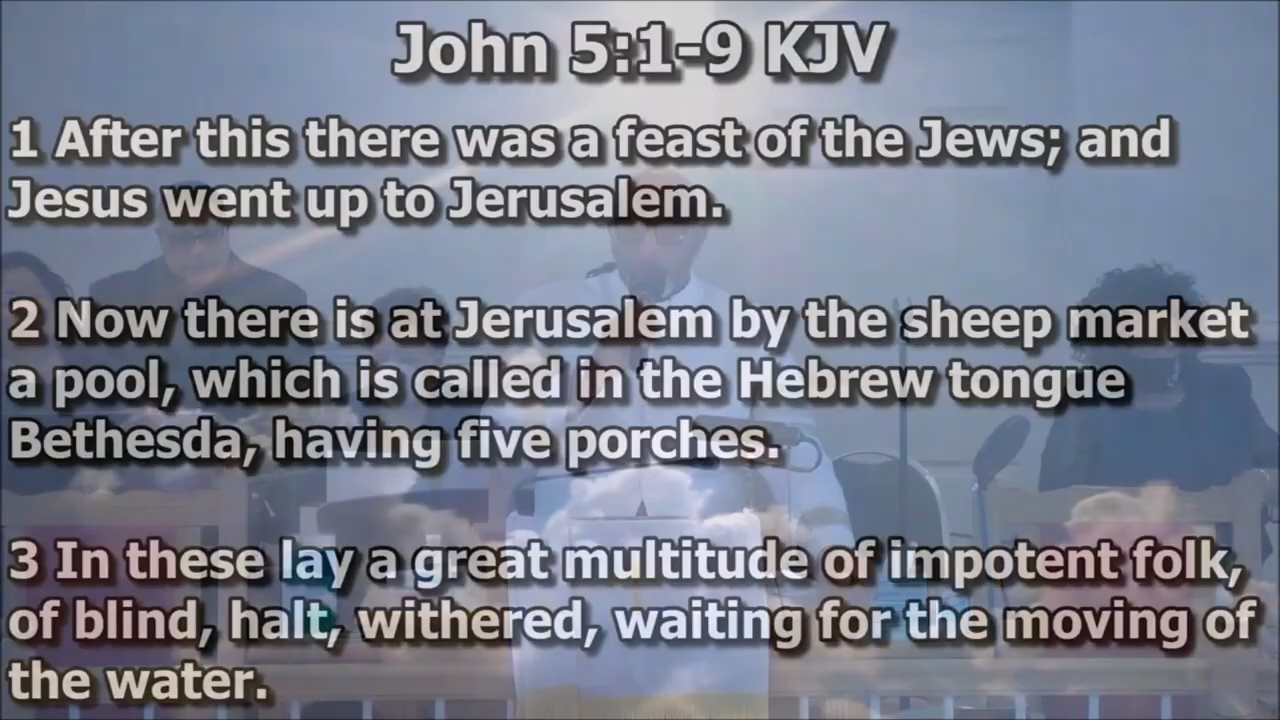 John 5:1-9 KJV
1 After this there was a feast of the Jews; and
Jesus went up to Jerusalem.
2 Now there is at Jerusalem by the sheep market
a pool, which is called in the Hebrew tongue
Bethesda, having five porches.
3 In these lay a great multitude of impotent folk,
of blind, halt, withered, waiting for the moving of
the water.